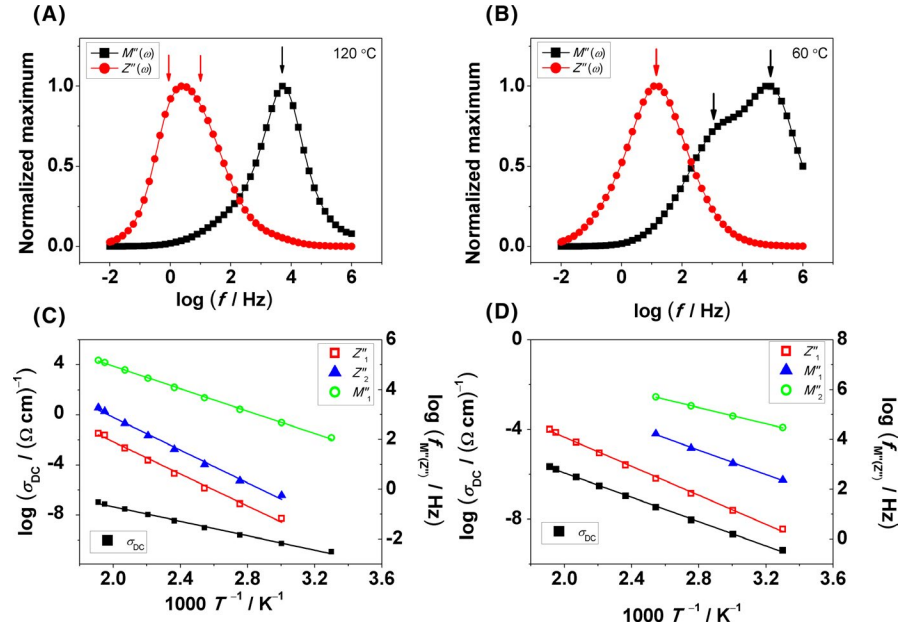 (A)
M″(ω)
Z″(ω)
120 °C
Normalized maximum
1.0
0.5
0.0
-2 0 2 4 6
log (f / Hz)
(B)
M″(ω)
Z″(ω)
60 °C
Normalized maximum
1.0
0.5
0.0
-2 0 2 4 6
log (f / Hz)
(C)
log (σDC / (Ω cm)⁻¹)
4
0
-4
-8
Z″1
Z″2
M″1
σDC
6
4
2
0
-2
log (fM″(Z″) / Hz)
2.0 2.4 2.8 3.2 3.6
1000 T⁻¹ / K⁻¹
(D)
log (σDC / (Ω cm)⁻¹)
0
-4
-8
Z″1
M″1
M″2
σDC
8
6
4
2
0
log (fM″(Z″) / Hz)
2.0 2.4 2.8 3.2 3.6
1000 T⁻¹ / K⁻¹